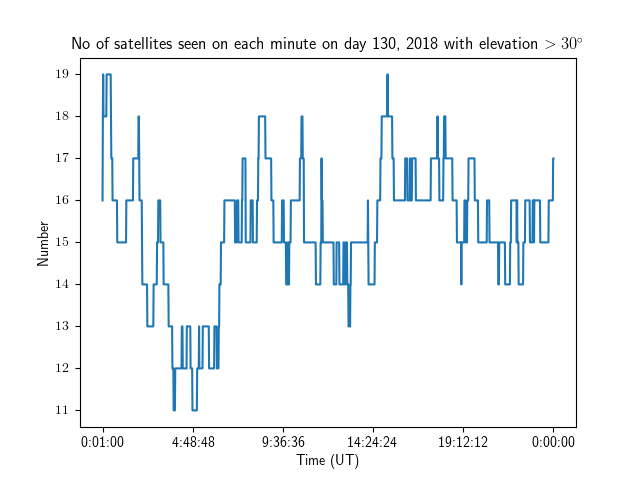 No of satellites seen on each minute on day 130, 2018 with elevation > 30°
19
18
17
16
15
14
13
12
11
Number
0:01:00 4:48:48 9:36:36 14:24:24 19:12:12 0:00:00
Time (UT)